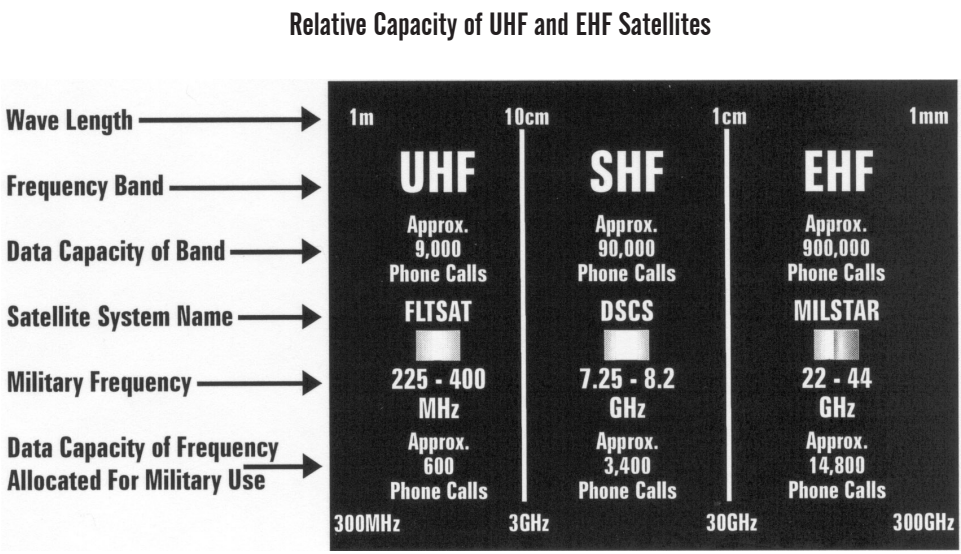 Relative Capacity of UHF and EHF Satellites
Wave Length
1m 10cm 1cm 1mm
Frequency Band
UHF SHF EHF
Data Capacity of Band
Approx. Approx. Approx.
9,000 90,000 900,000
Phone Calls Phone Calls Phone Calls
Satellite System Name
FLTSAT DSCS MILSTAR
Military Frequency
225 - 400 7.25 - 8.2 22 - 44
MHz GHz GHz
Data Capacity of Frequency
Allocated For Military Use
Approx. Approx. Approx.
600 3,400 14,800
Phone Calls Phone Calls Phone Calls
300MHz 3GHz 30GHz 300GHz